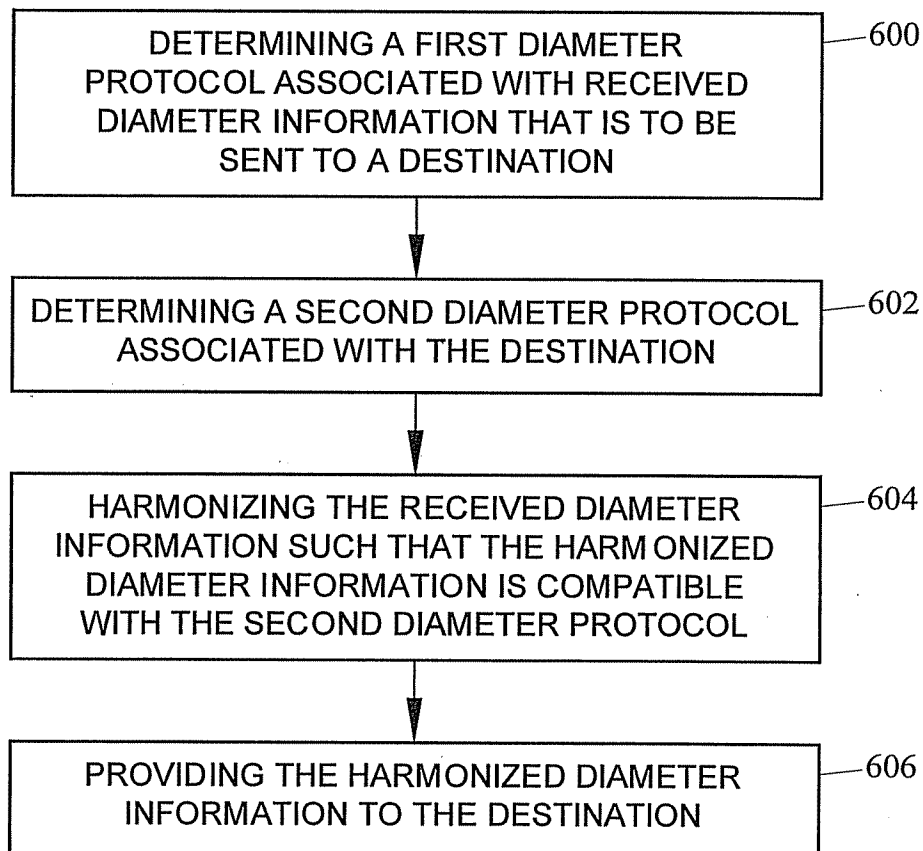 DETERMINING A FIRST DIAMETER
PROTOCOL ASSOCIATED WITH RECEIVED
DIAMETER INFORMATION THAT IS TO BE
SENT TO A DESTINATION
600
DETERMINING A SECOND DIAMETER PROTOCOL
ASSOCIATED WITH THE DESTINATION
602
HARMONIZING THE RECEIVED DIAMETER
INFORMATION SUCH THAT THE HARMONIZED
DIAMETER INFORMATION IS COMPATIBLE
WITH THE SECOND DIAMETER PROTOCOL
604
PROVIDING THE HARMONIZED DIAMETER
INFORMATION TO THE DESTINATION
606